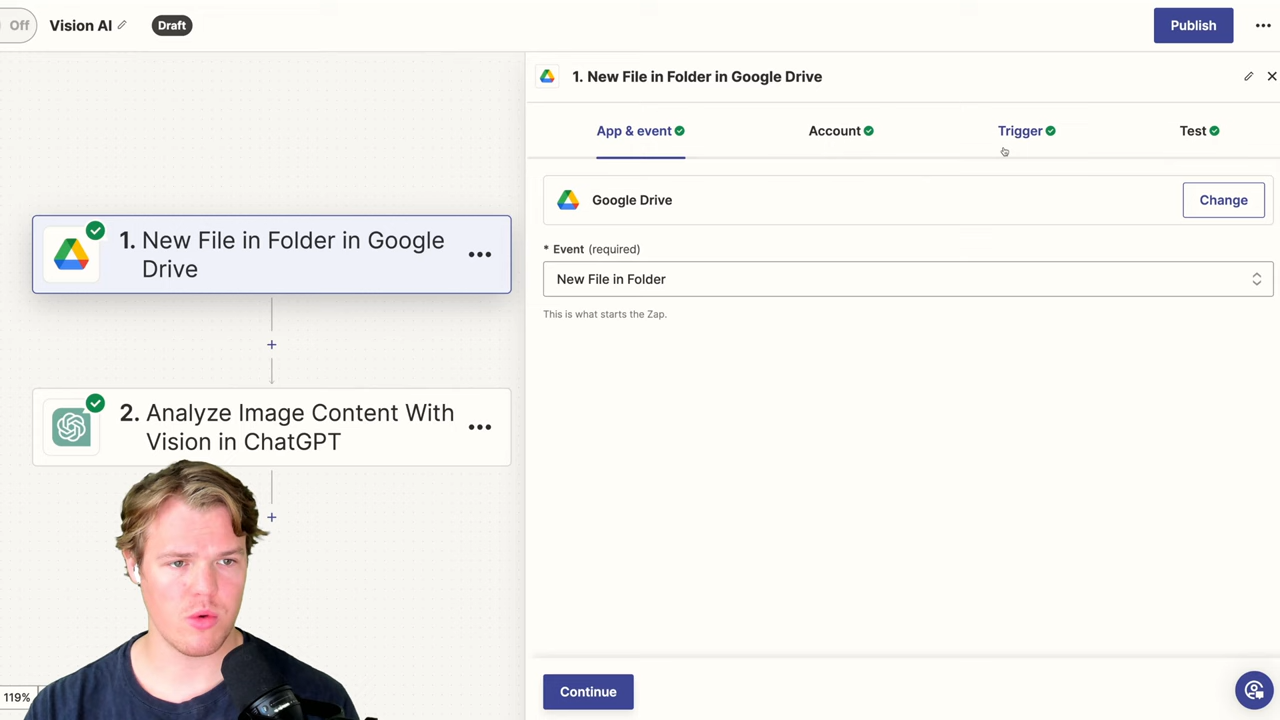 Off
Vision AI
Draft
Publish
1. New File in Folder in Google Drive
App & event
Account
Trigger
Test
Google Drive
Change
* Event (required)
New File in Folder
This is what starts the Zap.
1. New File in Folder in Google
Drive
2. Analyze Image Content With
Vision in ChatGPT
119%
Continue